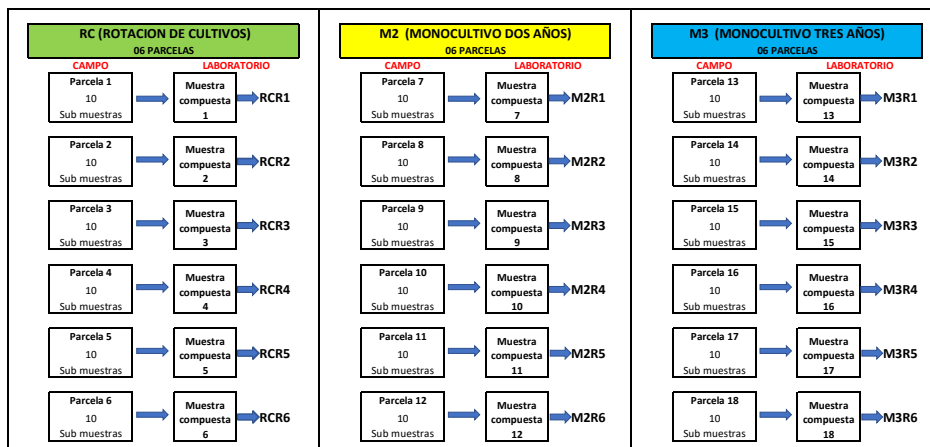 RC (ROTACION DE CULTIVOS)
06 PARCELAS
CAMPO LABORATORIO
Parcela 1
10
Sub muestras
Muestra
compuesta
1
RCR1
Parcela 2
10
Sub muestras
Muestra
compuesta
2
RCR2
Parcela 3
10
Sub muestras
Muestra
compuesta
3
RCR3
Parcela 4
10
Sub muestras
Muestra
compuesta
4
RCR4
Parcela 5
10
Sub muestras
Muestra
compuesta
5
RCR5
Parcela 6
10
Sub muestras
Muestra
compuesta
6
RCR6
M2 (MONOCULTIVO DOS AÑOS)
06 PARCELAS
CAMPO LABORATORIO
Parcela 7
10
Sub muestras
Muestra
compuesta
7
M2R1
Parcela 8
10
Sub muestras
Muestra
compuesta
8
M2R2
Parcela 9
10
Sub muestras
Muestra
compuesta
9
M2R3
Parcela 10
10
Sub muestras
Muestra
compuesta
10
M2R4
Parcela 11
10
Sub muestras
Muestra
compuesta
11
M2R5
Parcela 12
10
Sub muestras
Muestra
compuesta
12
M2R6
M3 (MONOCULTIVO TRES AÑOS)
06 PARCELAS
CAMPO LABORATORIO
Parcela 13
10
Sub muestras
Muestra
compuesta
13
M3R1
Parcela 14
10
Sub muestras
Muestra
compuesta
14
M3R2
Parcela 15
10
Sub muestras
Muestra
compuesta
15
M3R3
Parcela 16
10
Sub muestras
Muestra
compuesta
16
M3R4
Parcela 17
10
Sub muestras
Muestra
compuesta
17
M3R5
Parcela 18
10
Sub muestras
Muestra
compuesta
18
M3R6